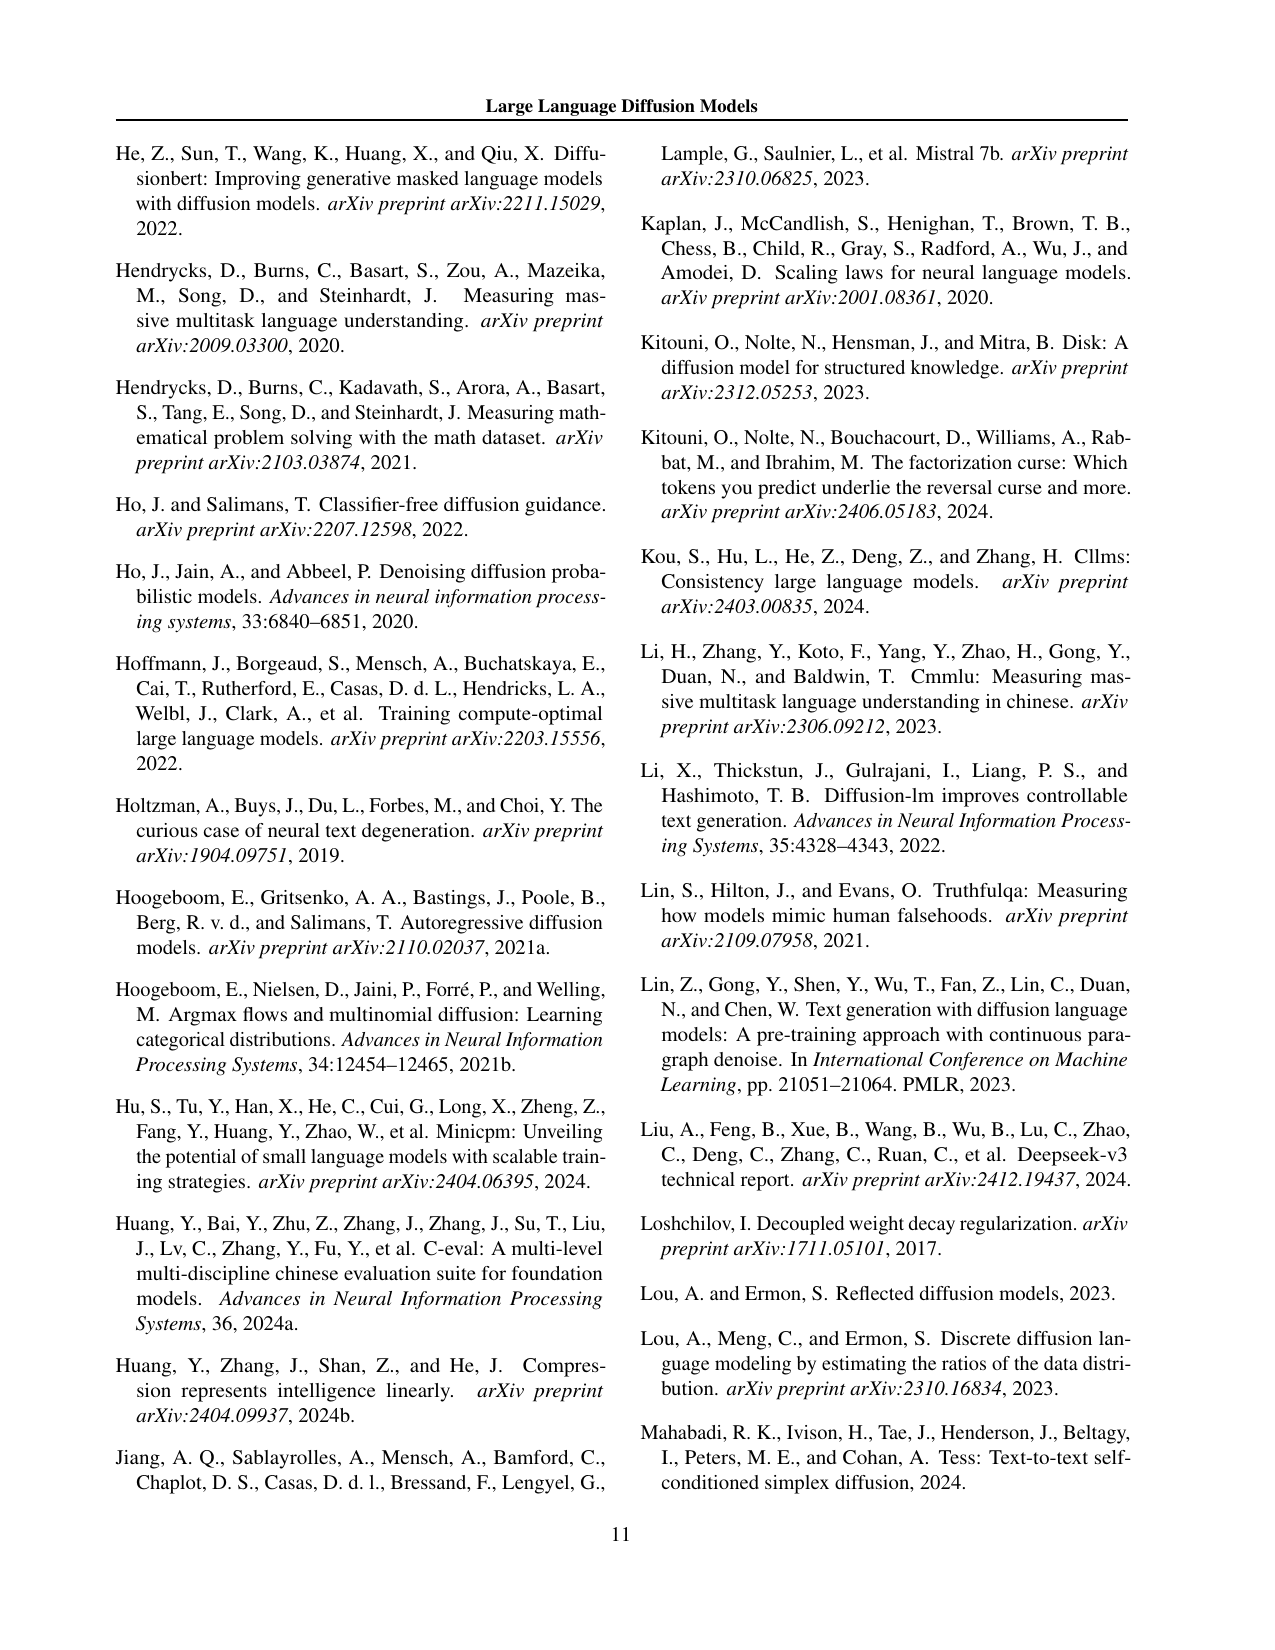 Large Language Diffusion Models
He, Z., Sun, T., Wang, K., Huang, X., and Qiu, X. Diffu-
sionbert: Improving generative masked language models
with diffusion models. arXiv preprint arXiv:2211.15029,
2022.
Hendrycks, D., Burns, C., Basart, S., Zou, A., Mazeika,
M., Song, D., and Steinhardt, J. Measuring mas-
sive multitask language understanding. arXiv preprint
arXiv:2009.03300, 2020.
Hendrycks, D., Burns, C., Kadavath, S., Arora, A., Basart,
S., Tang, E., Song, D., and Steinhardt, J. Measuring math-
ematical problem solving with the math dataset. arXiv
preprint arXiv:2103.03874, 2021.
Ho, J. and Salimans, T. Classifier-free diffusion guidance.
arXiv preprint arXiv:2207.12598, 2022.
Ho, J., Jain, A., and Abbeel, P. Denoising diffusion proba-
bilistic models. Advances in neural information process-
ing systems, 33:6840–6851, 2020.
Hoffmann, J., Borgeaud, S., Mensch, A., Buchatskaya, E.,
Cai, T., Rutherford, E., Casas, D. d. L., Hendricks, L. A.,
Welbl, J., Clark, A., et al. Training compute-optimal
large language models. arXiv preprint arXiv:2203.15556,
2022.
Holtzman, A., Buys, J., Du, L., Forbes, M., and Choi, Y. The
curious case of neural text degeneration. arXiv preprint
arXiv:1904.09751, 2019.
Hoogeboom, E., Gritsenko, A. A., Bastings, J., Poole, B.,
Berg, R. v. d., and Salimans, T. Autoregressive diffusion
models. arXiv preprint arXiv:2110.02037, 2021a.
Hoogeboom, E., Nielsen, D., Jaini, P., Forré, P., and Welling,
M. Argmax flows and multinomial diffusion: Learning
categorical distributions. Advances in Neural Information
Processing Systems, 34:12454–12465, 2021b.
Hu, S., Tu, Y., Han, X., He, C., Cui, G., Long, X., Zheng, Z.,
Fang, Y., Huang, Y., Zhao, W., et al. Minicpm: Unveiling
the potential of small language models with scalable train-
ing strategies. arXiv preprint arXiv:2404.06395, 2024.
Huang, Y., Bai, Y., Zhu, Z., Zhang, J., Zhang, J., Su, T., Liu,
J., Lv, C., Zhang, Y., Fu, Y., et al. C-eval: A multi-level
multi-discipline chinese evaluation suite for foundation
models. Advances in Neural Information Processing
Systems, 36, 2024a.
Huang, Y., Zhang, J., Shan, Z., and He, J. Compres-
sion represents intelligence linearly. arXiv preprint
arXiv:2404.09937, 2024b.
Jiang, A. Q., Sablayrolles, A., Mensch, A., Bamford, C.,
Chaplot, D. S., Casas, D. d. l., Bressand, F., Lengyel, G.,
Lample, G., Saulnier, L., et al. Mistral 7b. arXiv preprint
arXiv:2310.06825, 2023.
Kaplan, J., McCandlish, S., Henighan, T., Brown, T. B.,
Chess, B., Child, R., Gray, S., Radford, A., Wu, J., and
Amodei, D. Scaling laws for neural language models.
arXiv preprint arXiv:2001.08361, 2020.
Kitouni, O., Nolte, N., Hensman, J., and Mitra, B. Disk: A
diffusion model for structured knowledge. arXiv preprint
arXiv:2312.05253, 2023.
Kitouni, O., Nolte, N., Bouchacourt, D., Williams, A., Rab-
bat, M., and Ibrahim, M. The factorization curse: Which
tokens you predict underlie the reversal curse and more.
arXiv preprint arXiv:2406.05183, 2024.
Kou, S., Hu, L., He, Z., Deng, Z., and Zhang, H. Cllms:
Consistency large language models. arXiv preprint
arXiv:2403.00835, 2024.
Li, H., Zhang, Y., Koto, F., Yang, Y., Zhao, H., Gong, Y.,
Duan, N., and Baldwin, T. Cmmlu: Measuring mas-
sive multitask language understanding in chinese. arXiv
preprint arXiv:2306.09212, 2023.
Li, X., Thickstun, J., Gulrajani, I., Liang, P. S., and
Hashimoto, T. B. Diffusion-lm improves controllable
text generation. Advances in Neural Information Process-
ing Systems, 35:4328–4343, 2022.
Lin, S., Hilton, J., and Evans, O. Truthfulqa: Measuring
how models mimic human falsehoods. arXiv preprint
arXiv:2109.07958, 2021.
Lin, Z., Gong, Y., Shen, Y., Wu, T., Fan, Z., Lin, C., Duan,
N., and Chen, W. Text generation with diffusion language
models: A pre-training approach with continuous para-
graph denoise. In International Conference on Machine
Learning, pp. 21051–21064. PMLR, 2023.
Liu, A., Feng, B., Xue, B., Wang, B., Wu, B., Lu, C., Zhao,
C., Deng, C., Zhang, C., Ruan, C., et al. Deepseek-v3
technical report. arXiv preprint arXiv:2412.19437, 2024.
Loshchilov, I. Decoupled weight decay regularization. arXiv
preprint arXiv:1711.05101, 2017.
Lou, A. and Ermon, S. Reflected diffusion models, 2023.
Lou, A., Meng, C., and Ermon, S. Discrete diffusion lan-
guage modeling by estimating the ratios of the data distri-
bution. arXiv preprint arXiv:2310.16834, 2023.
Mahabadi, R. K., Ivison, H., Tae, J., Henderson, J., Beltagy,
I., Peters, M. E., and Cohan, A. Tess: Text-to-text self-
conditioned simplex diffusion, 2024.
11